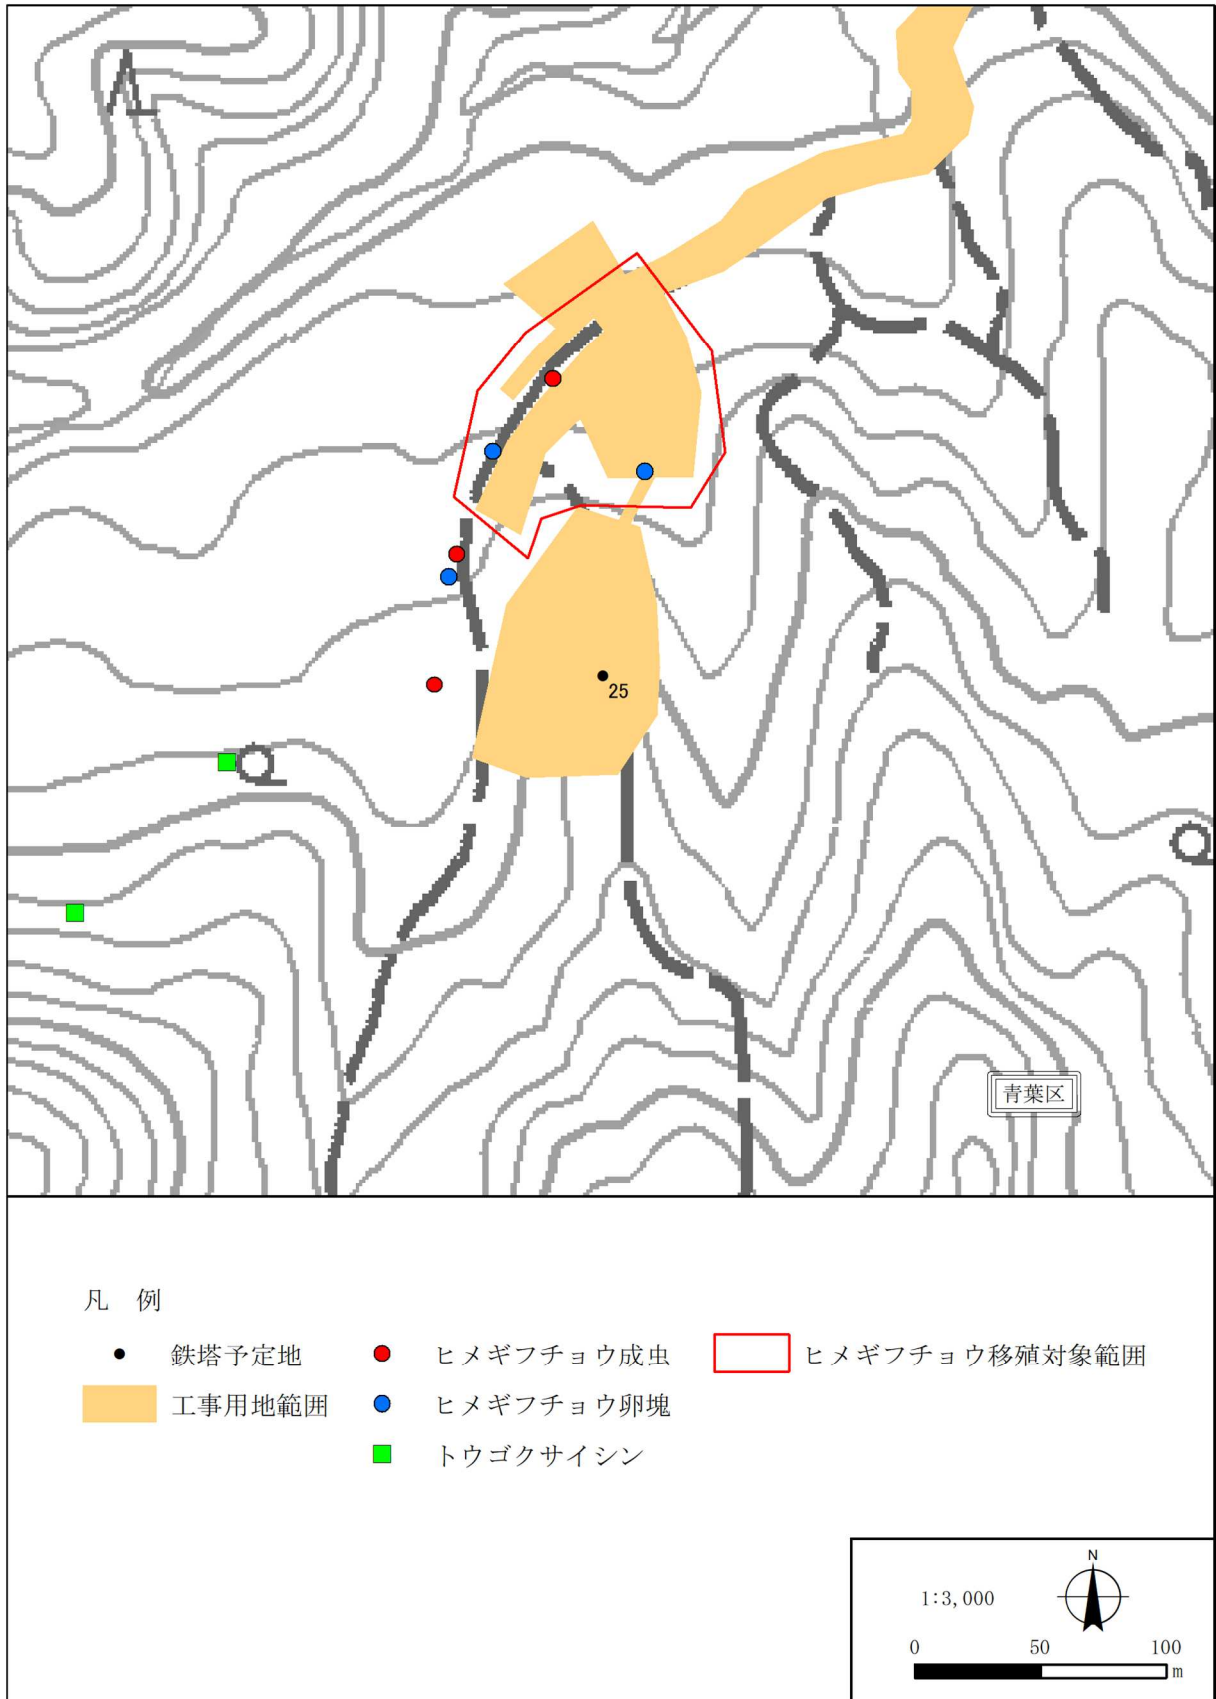 25
青葉区
凡 例
鉄塔予定地
ヒメギフチョウ成虫
ヒメギフチョウ移殖対象範囲
工事用地範囲
ヒメギフチョウ卵塊
トウゴクサイシン
N
1:3,000
0 50 100
m